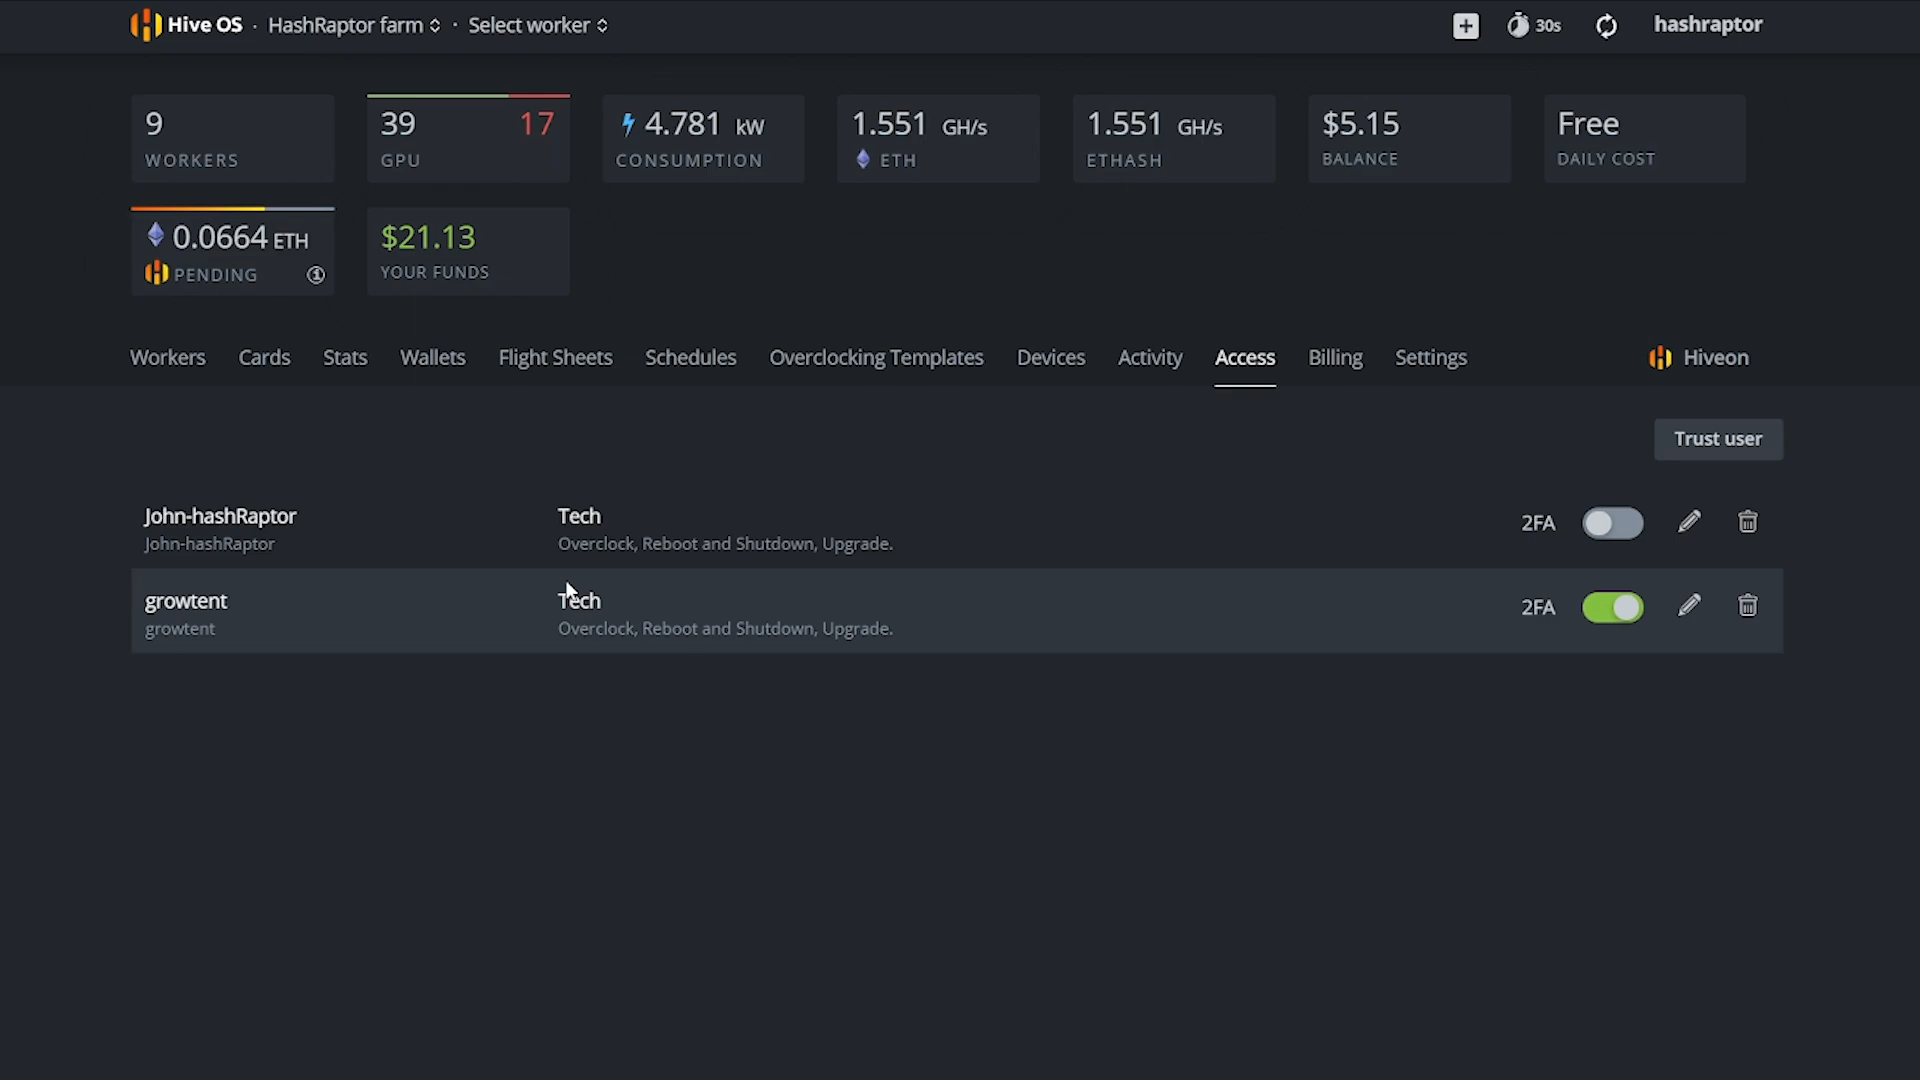 Hive OS · HashRaptor farm · Select worker
30s
hashraptor
9
WORKERS
39 17
GPU
4.781 kW
CONSUMPTION
1.551 GH/s
ETH
1.551 GH/s
ETHASH
$5.15
BALANCE
Free
DAILY COST
0.0664 ETH
PENDING
$21.13
YOUR FUNDS
Workers Cards Stats Wallets Flight Sheets Schedules Overclocking Templates Devices Activity Access Billing Settings Hiveon
Trust user
John-hashRaptor
John-hashRaptor
Tech
Overclock, Reboot and Shutdown, Upgrade.
2FA
growtent
growtent
Tech
Overclock, Reboot and Shutdown, Upgrade.
2FA